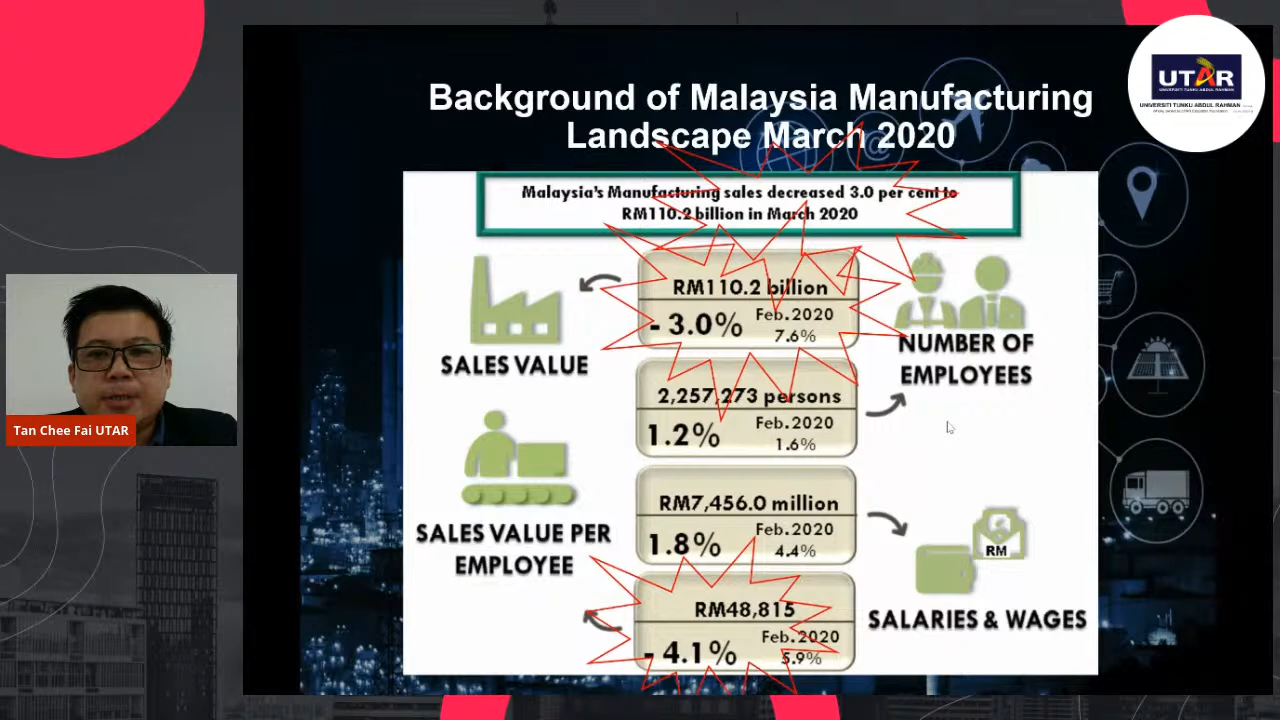 Background of Malaysia Manufacturing
Landscape March 2020
UTAR
UNIVERSITI TUNKU ABDUL RAHMAN
UNIVERSITI TUNKU ABDUL RAHMAN
Malaysia's Manufacturing sales decreased 3.0 per cent to
RM110.2 billion in March 2020
SALES VALUE
RM110.2 billion
- 3.0%
Feb.2020
7.6%
NUMBER OF
EMPLOYEES
2,257,273 persons
1.2%
Feb.2020
1.6%
Tan Chee Fai UTAR
SALES VALUE PER
EMPLOYEE
RM7,456.0 million
1.8%
Feb.2020
4.4%
RM
SALARIES & WAGES
RM48,815
- 4.1%
Feb.2020
5.9%